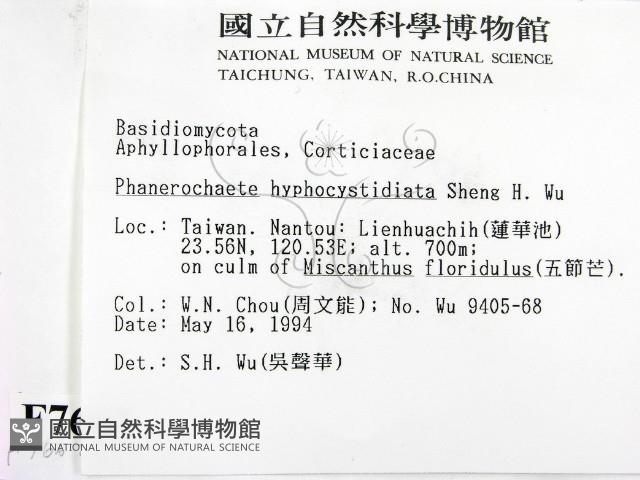 國立自然科學博物館
NATIONAL MUSEUM OF NATURAL SCIENCE
TAICHUNG, TAIWAN, R.O.CHINA
Basidiomycota
Aphyllophorales, Corticiaceae
Phanerochaete hyphocystidiata Sheng H. Wu
Loc.: Taiwan. Nantou: Lienhuachih(蓮華池)
23.56N, 120.53E; alt. 700m;
on culm of Miscanthus floridulus(五節芒).
Col.: W.N. Chou(周文能); No. Wu 9405-68
Date: May 16, 1994
Det.: S.H. Wu(吳聲華)
F76
國立自然科學博物館
NATIONAL MUSEUM OF NATURAL SCIENCE